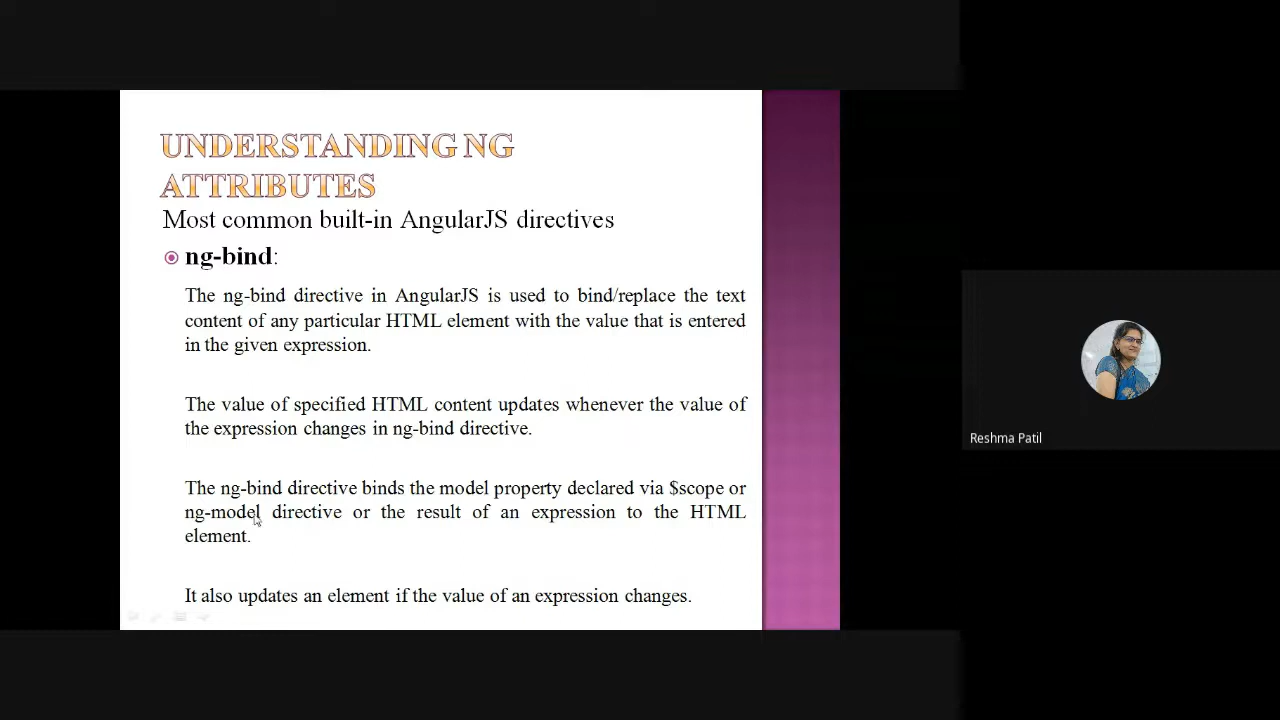 UNDERSTANDING NG
ATTRIBUTES
Most common built-in AngularJS directives
ng-bind:
The ng-bind directive in AngularJS is used to bind/replace the text
content of any particular HTML element with the value that is entered
in the given expression.
The value of specified HTML content updates whenever the value of
the expression changes in ng-bind directive.
The ng-bind directive binds the model property declared via $scope or
ng-model directive or the result of an expression to the HTML
element.
It also updates an element if the value of an expression changes.
Reshma Patil